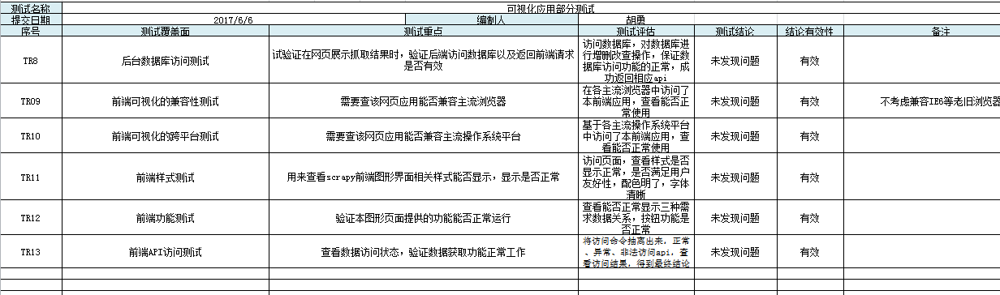 测试名称 可视化应用部分测试
提交日期 2017/6/6 编制人 胡勇
序号 测试覆盖面 测试重点 测试评估 测试结论 结论有效性 备注
TR8 后台数据库访问测试 试验证在网页展示抓取结果时，验证后端访问数据库以及返回前端请求
是否有效
访问数据库，对数据库进
行增删改查操作，保证数
据库访问功能的正常，成
功返回相应api
未发现问题 有效
TR09 前端可视化的兼容性测试 需要查该网页应用能否兼容主流浏览器
在各主流浏览器中访问了
本前端应用，查看能否正
常使用
未发现问题 有效 不考虑兼容IE6等老旧浏览器
TR10 前端可视化的跨平台测试 需要查该网页应用能否兼容主流操作系统平台
基于各主流操作系统平台
中访问了本前端应用，查
看能否正常使用
未发现问题 有效
TR11 前端样式测试 用来查看scrapy前端图形界面相关样式能否显示，显示是否正常
访问页面，查看样式是否
显示正常，是否满足用户
友好性，配色明了，字体
清晰
未发现问题 有效
TR12 前端功能测试 验证本图形页面提供的功能能否正常运行
查看能否正常显示三种需
求数据关系，按钮功能是
否正常
未发现问题 有效
TR13 前端API访问测试 查看数据访问状态，验证数据获取功能正常工作
将访问命令抽离出来，正常
、异常、非法访问api，查
看访问结果，得到最终结论
未发现问题 有效